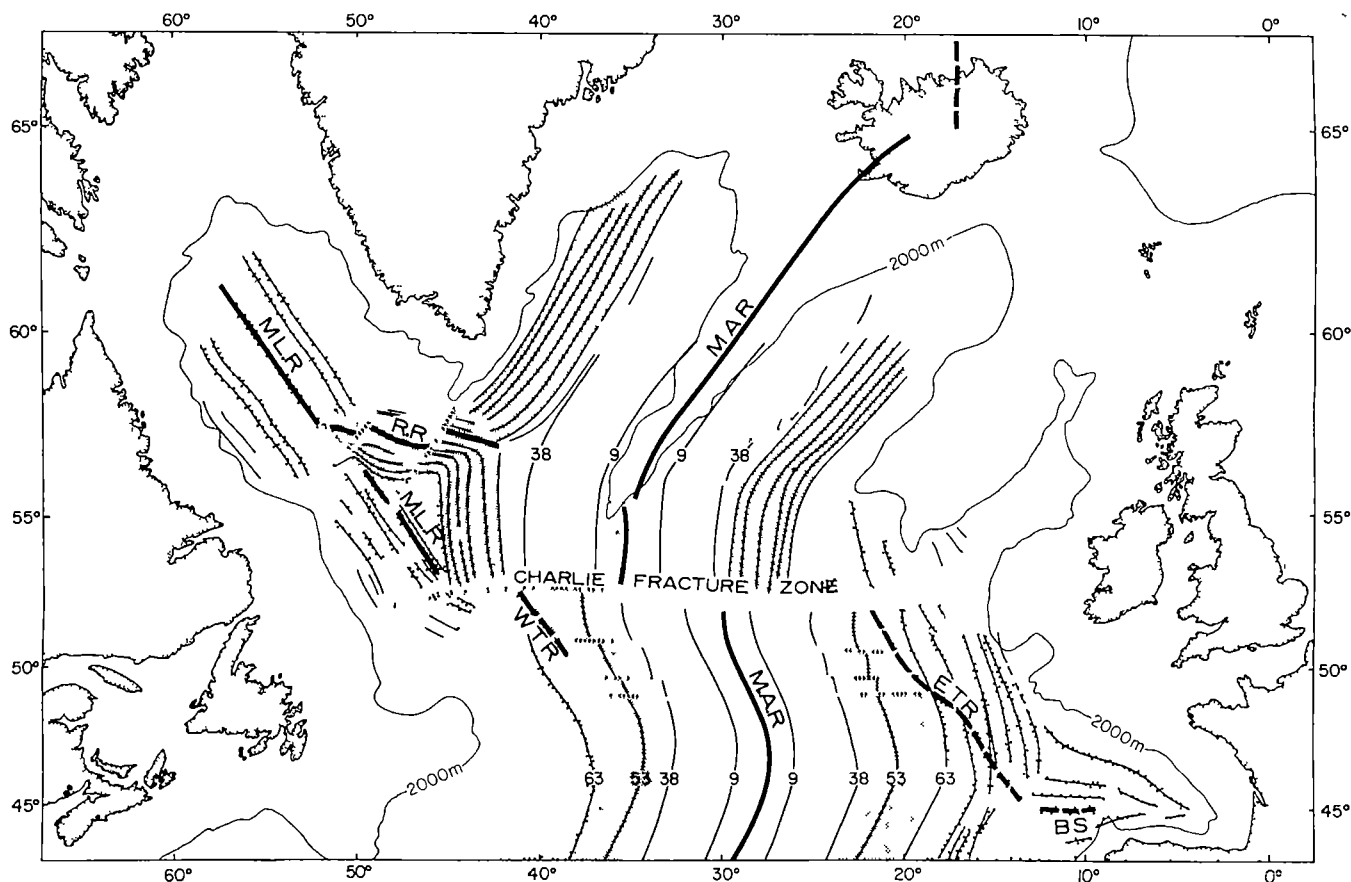 60° 50° 40° 30° 20° 10° 0°
65° 65°
2000m
MAR
60° 60°
MLR
RR
38 9 9 38
MLR
55° 55°
CHARLIE FRACTURE ZONE
WTR
50° 50°
ETR
MAR
2000m
2000m
63 53 38 9 9 38 53 63
45° 45°
BS
60° 50° 40° 30° 20° 10° 0°